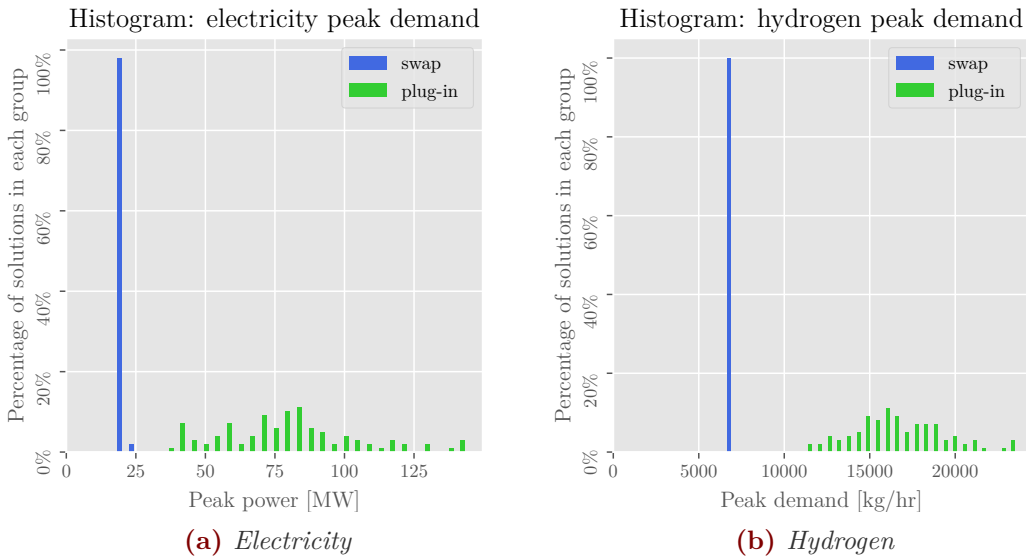 Histogram: electricity peak demand
Percentage of solutions in each group
100%
80%
60%
40%
20%
0%
swap
plug-in
0 25 50 75 100 125
Peak power [MW]
(a) Electricity
Histogram: hydrogen peak demand
Percentage of solutions in each group
100%
80%
60%
40%
20%
0%
swap
plug-in
0 5000 10000 15000 20000
Peak demand [kg/hr]
(b) Hydrogen